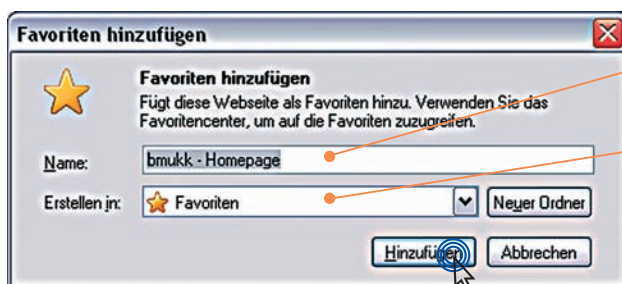 Favoriten hinzufügen
Favoriten hinzufügen
Fügt diese Webseite als Favoriten hinzu. Verwenden Sie das
Favoritencenter, um auf die Favoriten zuzugreifen.
Name: bmukk - Homepage
Erstellen in: Favoriten Neuer Ordner
Hinzufügen Abbrechen